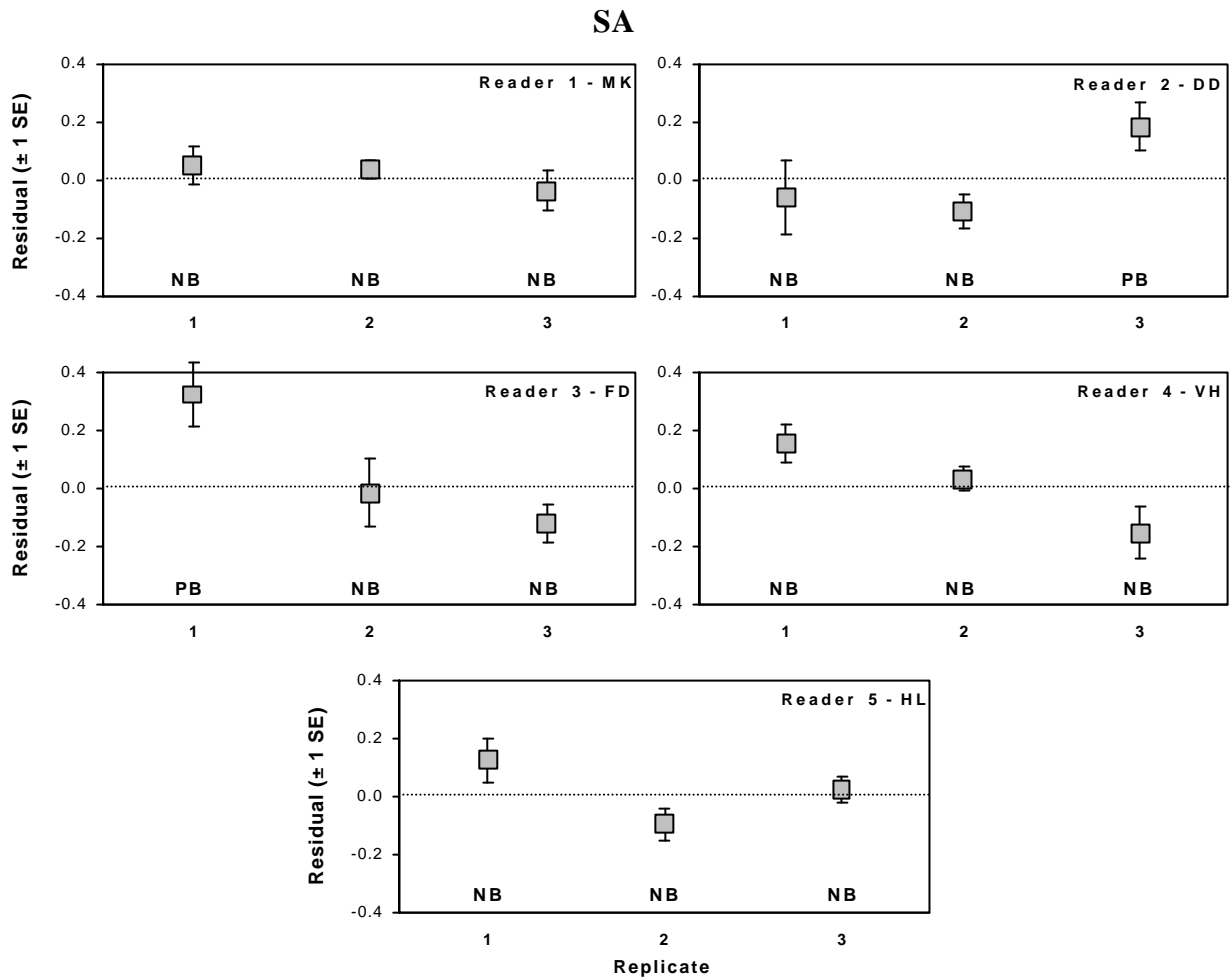 SA
Residual (± 1 SE)
0.4
0.2
0.0
-0.2
-0.4
Reader 1 - MK
NB NB NB
1 2 3
0.4
0.2
0.0
-0.2
-0.4
Reader 2 - DD
NB NB PB
1 2 3
Residual (± 1 SE)
0.4
0.2
0.0
-0.2
-0.4
Reader 3 - FD
PB NB NB
1 2 3
0.4
0.2
0.0
-0.2
-0.4
Reader 4 - VH
NB NB NB
1 2 3
Residual (± 1 SE)
0.4
0.2
0.0
-0.2
-0.4
Reader 5 - HL
NB NB NB
1 2 3
Replicate